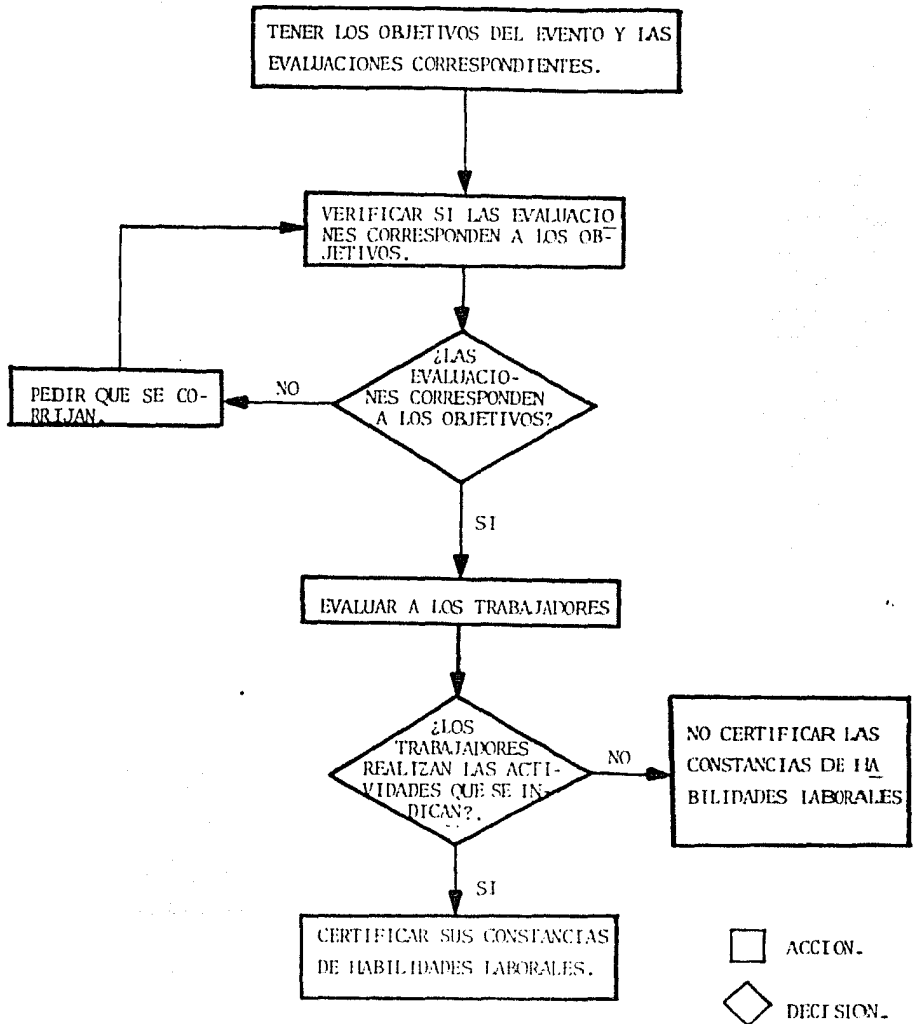 TENER LOS OBJETIVOS DEL EVENTO Y LAS
EVALUACIONES CORRESPONDIENTES.
VERIFICAR SI LAS EVALUACIO
NES CORRESPONDEN A LOS OB-
JETIVOS.
¿LAS
EVALUACIO-
NES CORRESPONDEN
A LOS OBJETIVOS?
NO
PEDIR QUE SE CO-
RRIJAN.
SI
EVALUAR A LOS TRABAJADORES
¿LOS
TRABAJADORES
REALIZAN LAS ACTI-
VIDADES QUE SE IN-
DICAN?.
NO
NO CERTIFICAR LAS
CONSTANCIAS DE HA
BILIDADES LABORALES
SI
CERTIFICAR SUS CONSTANCIAS
DE HABILIDADES LABORALES.
ACCION.
DECISION.